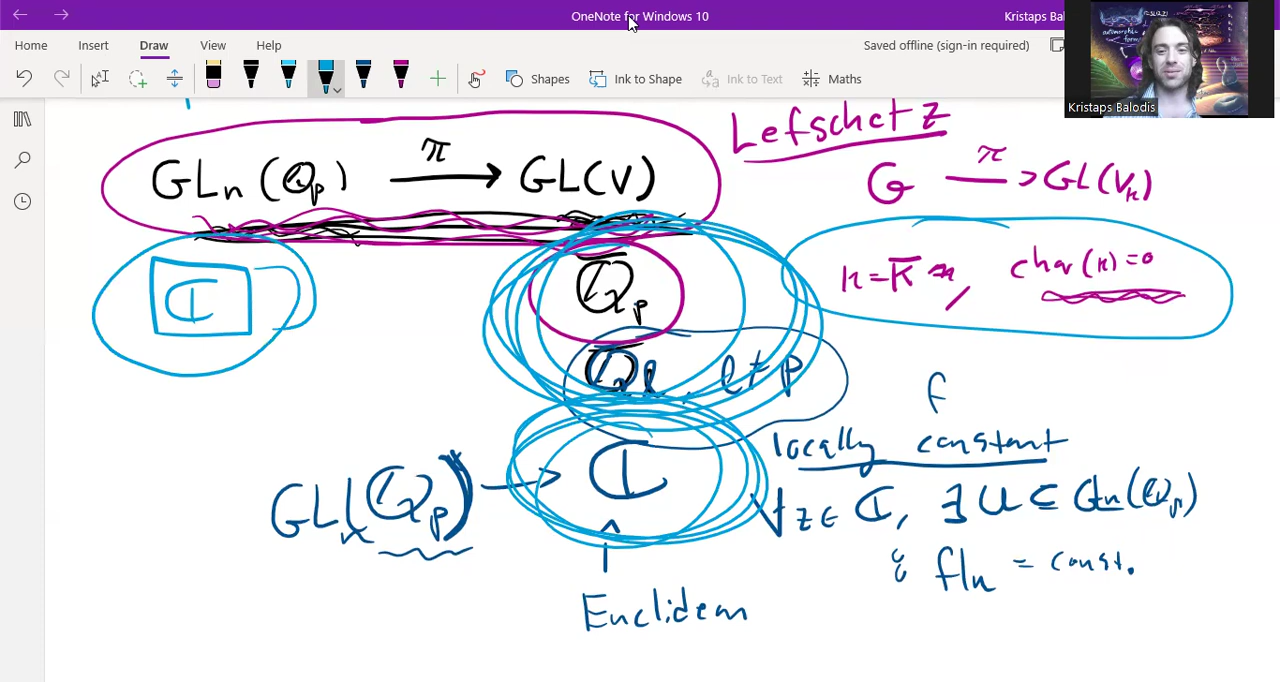 OneNote for Windows 10
Kristaps Bal
Home Insert Draw View Help
Saved offline (sign-in required)
Shapes Ink to Shape Ink to Text Maths
Kristaps Balodis
Lefschetz
GLn(ℚp) π → GL(V)
G π → GL(Vκ)
ℂ
ℚ̅p
κ = κ̅, char(κ)=0
ℚ̅ℓ, ℓ ≠ p
f
locally constant
GL(ℚp) → ℂ
∀ z ∈ ℂ, ∃ U ⊆ GLn(ℚp)
f|u = const.
Euclidean